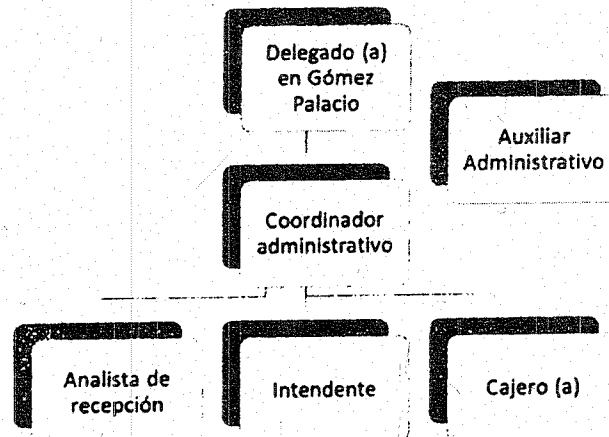 Delegado (a)
en Gómez
Palacio
Auxiliar
Administrativo
Coordinador
administrativo
Analista de
recepción
Intendente
Cajero (a)